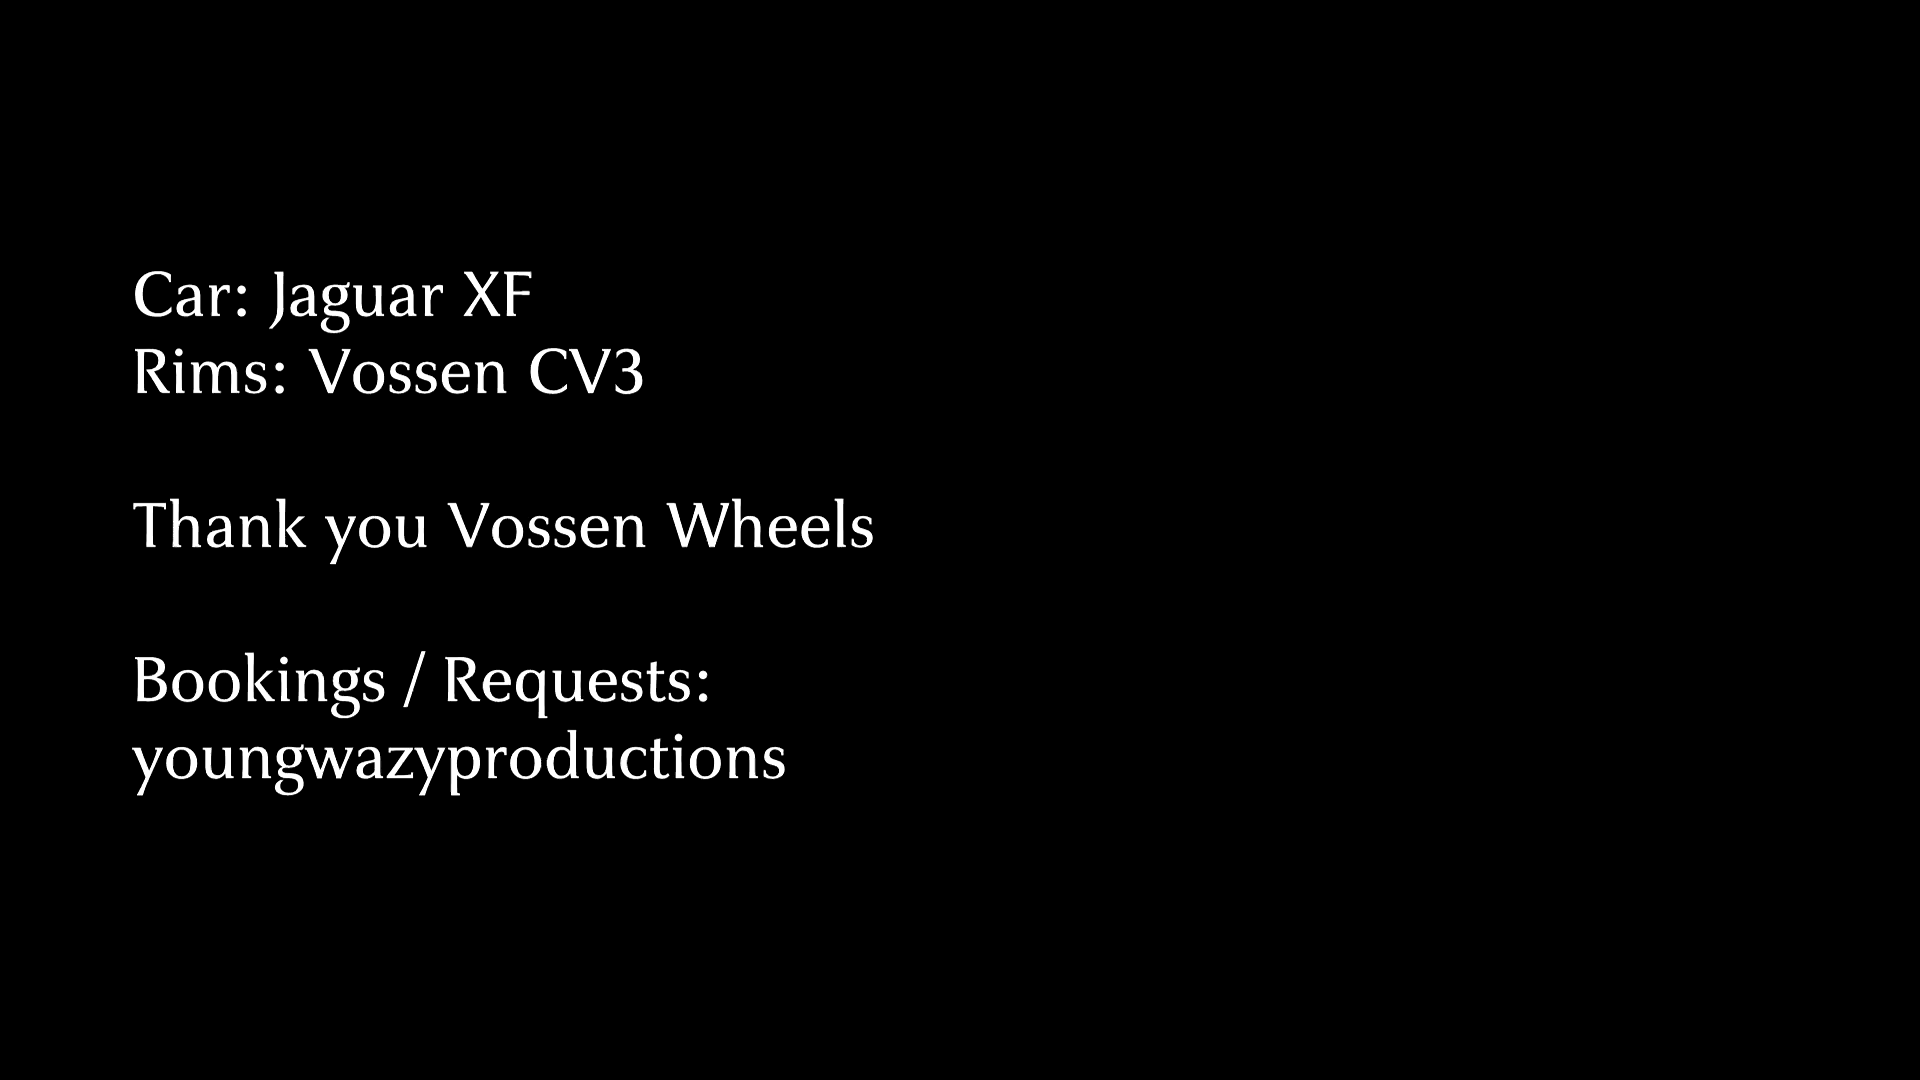 Car: Jaguar XF
Rims: Vossen CV3
Thank you Vossen Wheels
Bookings / Requests:
youngwazyproductions